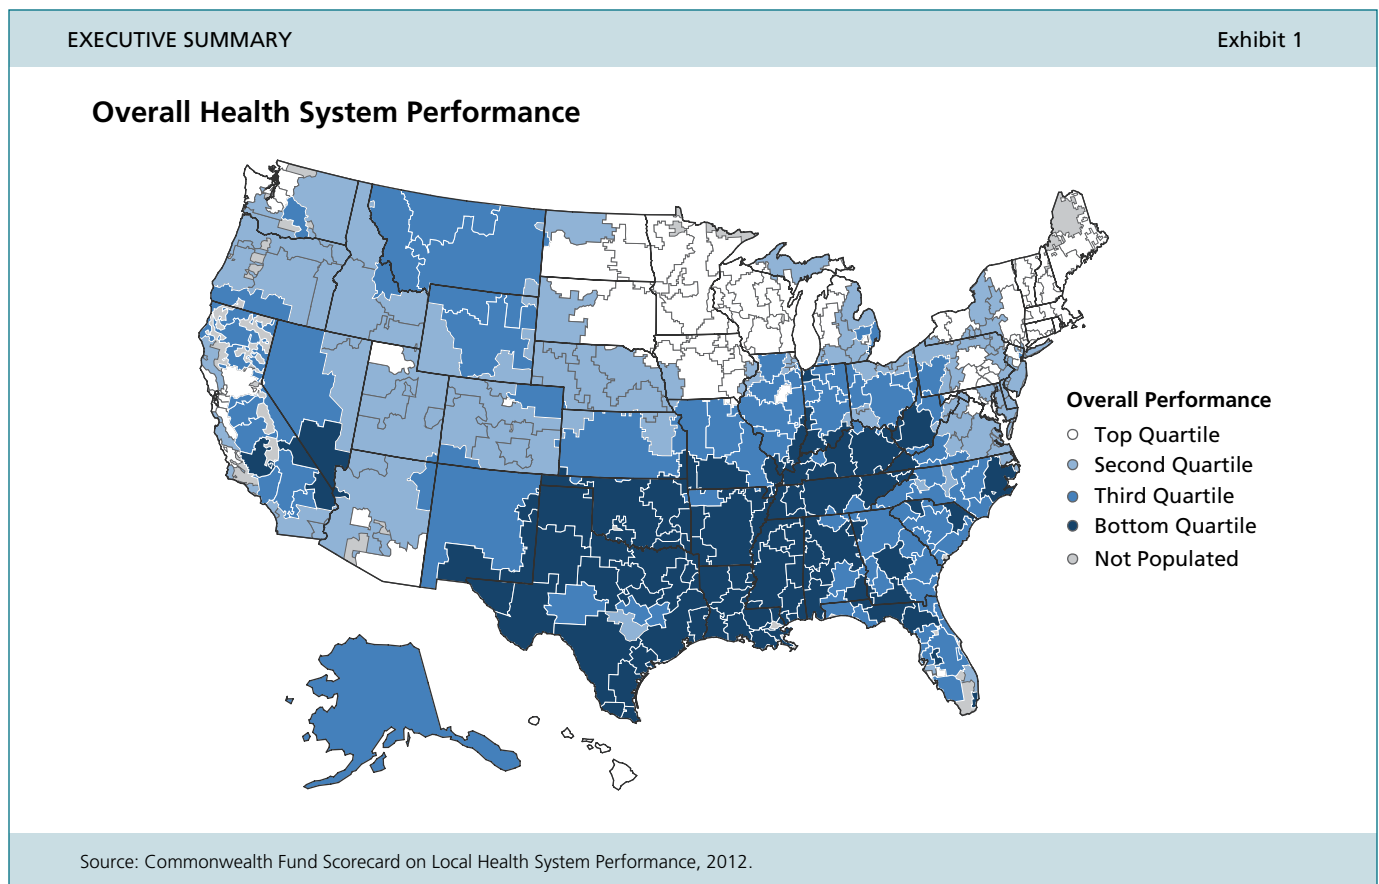 EXECUTIVE SUMMARY
Exhibit 1
Overall Health System Performance
Overall Performance
Top Quartile
Second Quartile
Third Quartile
Bottom Quartile
Not Populated
Source: Commonwealth Fund Scorecard on Local Health System Performance, 2012.